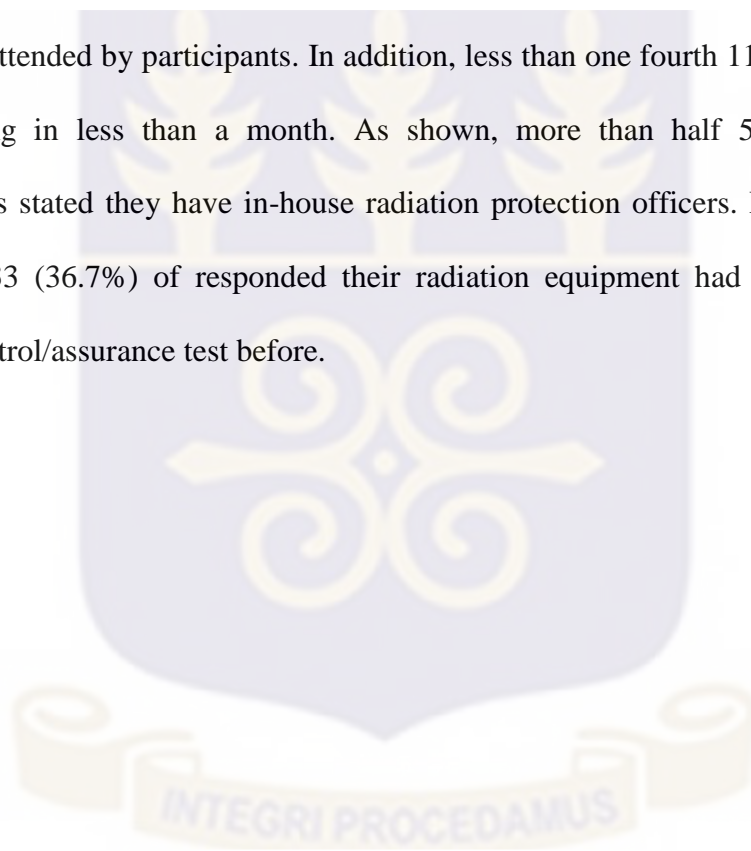 ttended by participants. In addition, less than one fourth 11
g in less than a month. As shown, more than half 5
s stated they have in-house radiation protection officers.
33 (36.7%) of responded their radiation equipment had
trol/assurance test before.
INTEGRI PROCEDAMUS